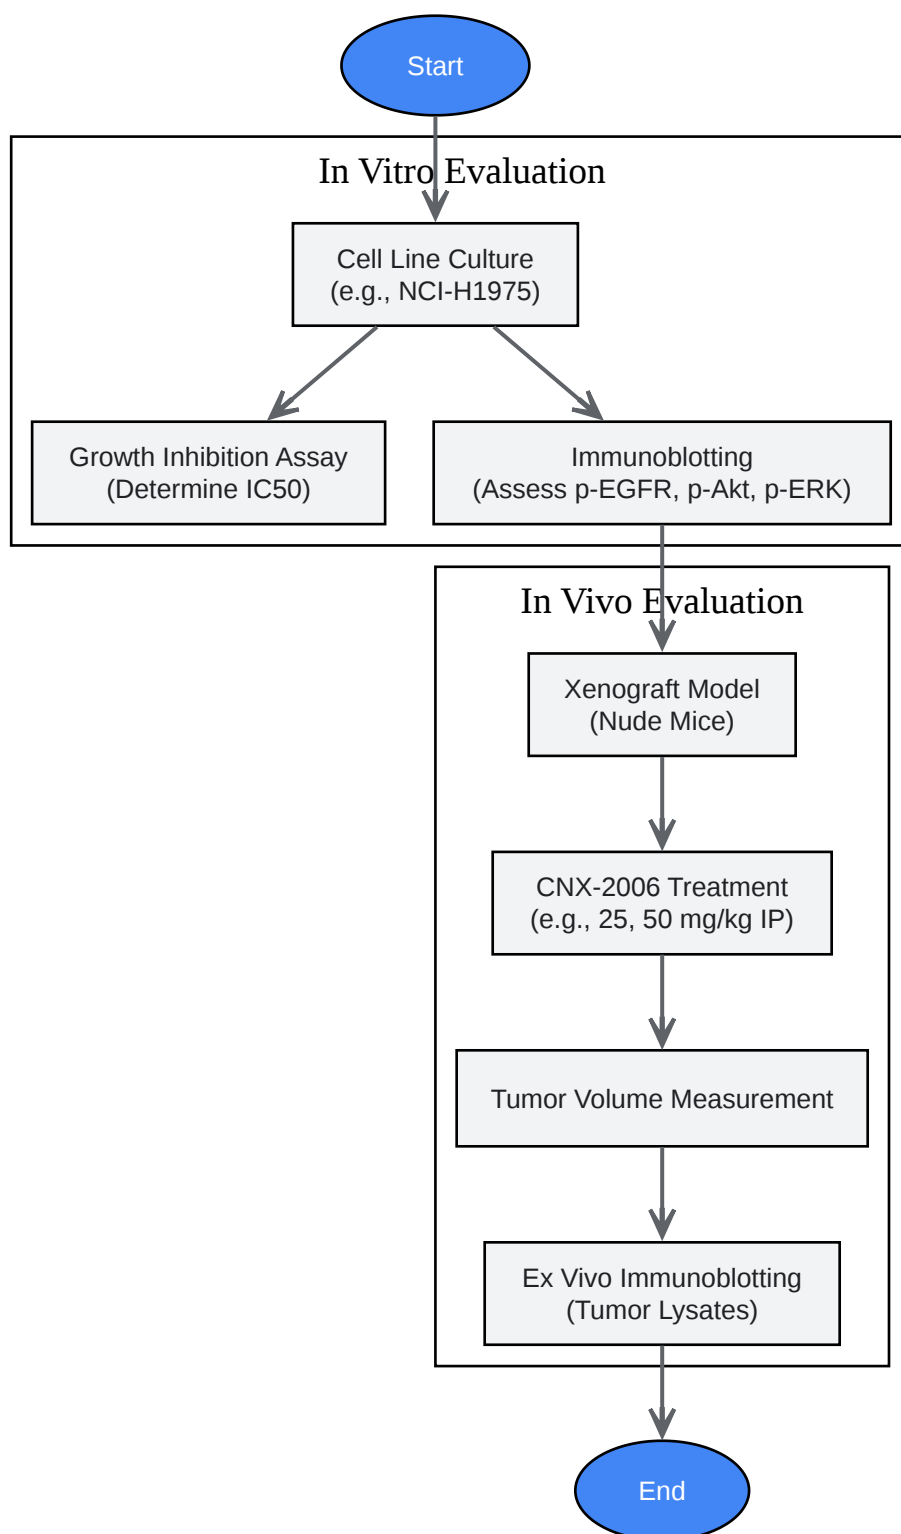 Start
In Vitro Evaluation
Cell Line Culture
(e.g., NCI-H1975)
Growth Inhibition Assay
(Determine IC50)
Immunoblotting
(Assess p-EGFR, p-Akt, p-ERK)
In Vivo Evaluation
Xenograft Model
(Nude Mice)
CNX-2006 Treatment
(e.g., 25, 50 mg/kg IP)
Tumor Volume Measurement
Ex Vivo Immunoblotting
(Tumor Lysates)
End